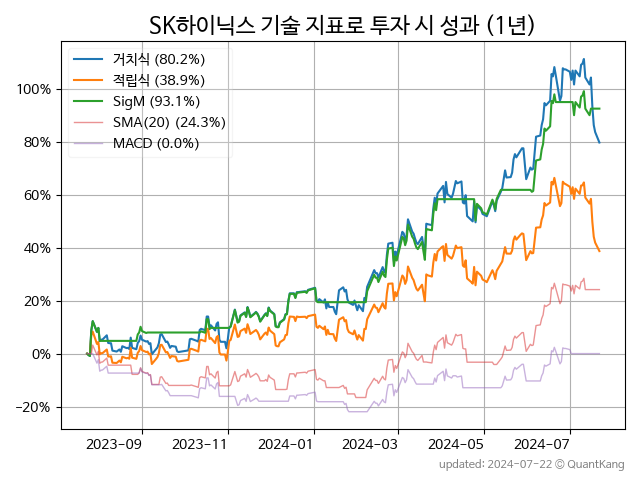 SK하이닉스 기술 지표로 투자 시 성과 (1년)
거치식 (80.2%)
적립식 (38.9%)
SigM (93.1%)
SMA(20) (24.3%)
MACD (0.0%)
100%
80%
60%
40%
20%
0%
−20%
2023-09
2023-11
2024-01
2024-03
2024-05
2024-07
updated: 2024-07-22 © QuantKang